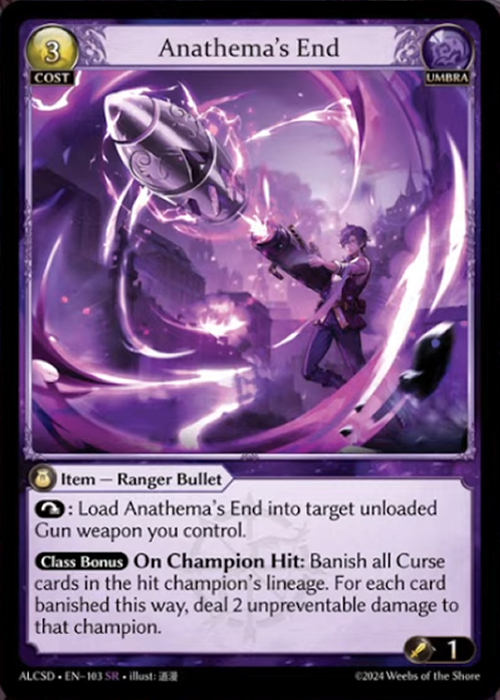 3
Anathema's End
COST
UMBRA
Item — Ranger Bullet
: Load Anathema's End into target unloaded
Gun weapon you control.
Class Bonus On Champion Hit: Banish all Curse
cards in the hit champion's lineage. For each card
banished this way, deal 2 unpreventable damage to
that champion.
1
ALCSD • EN–103 SR • illust: 道漫
©2024 Weebs of the Shore